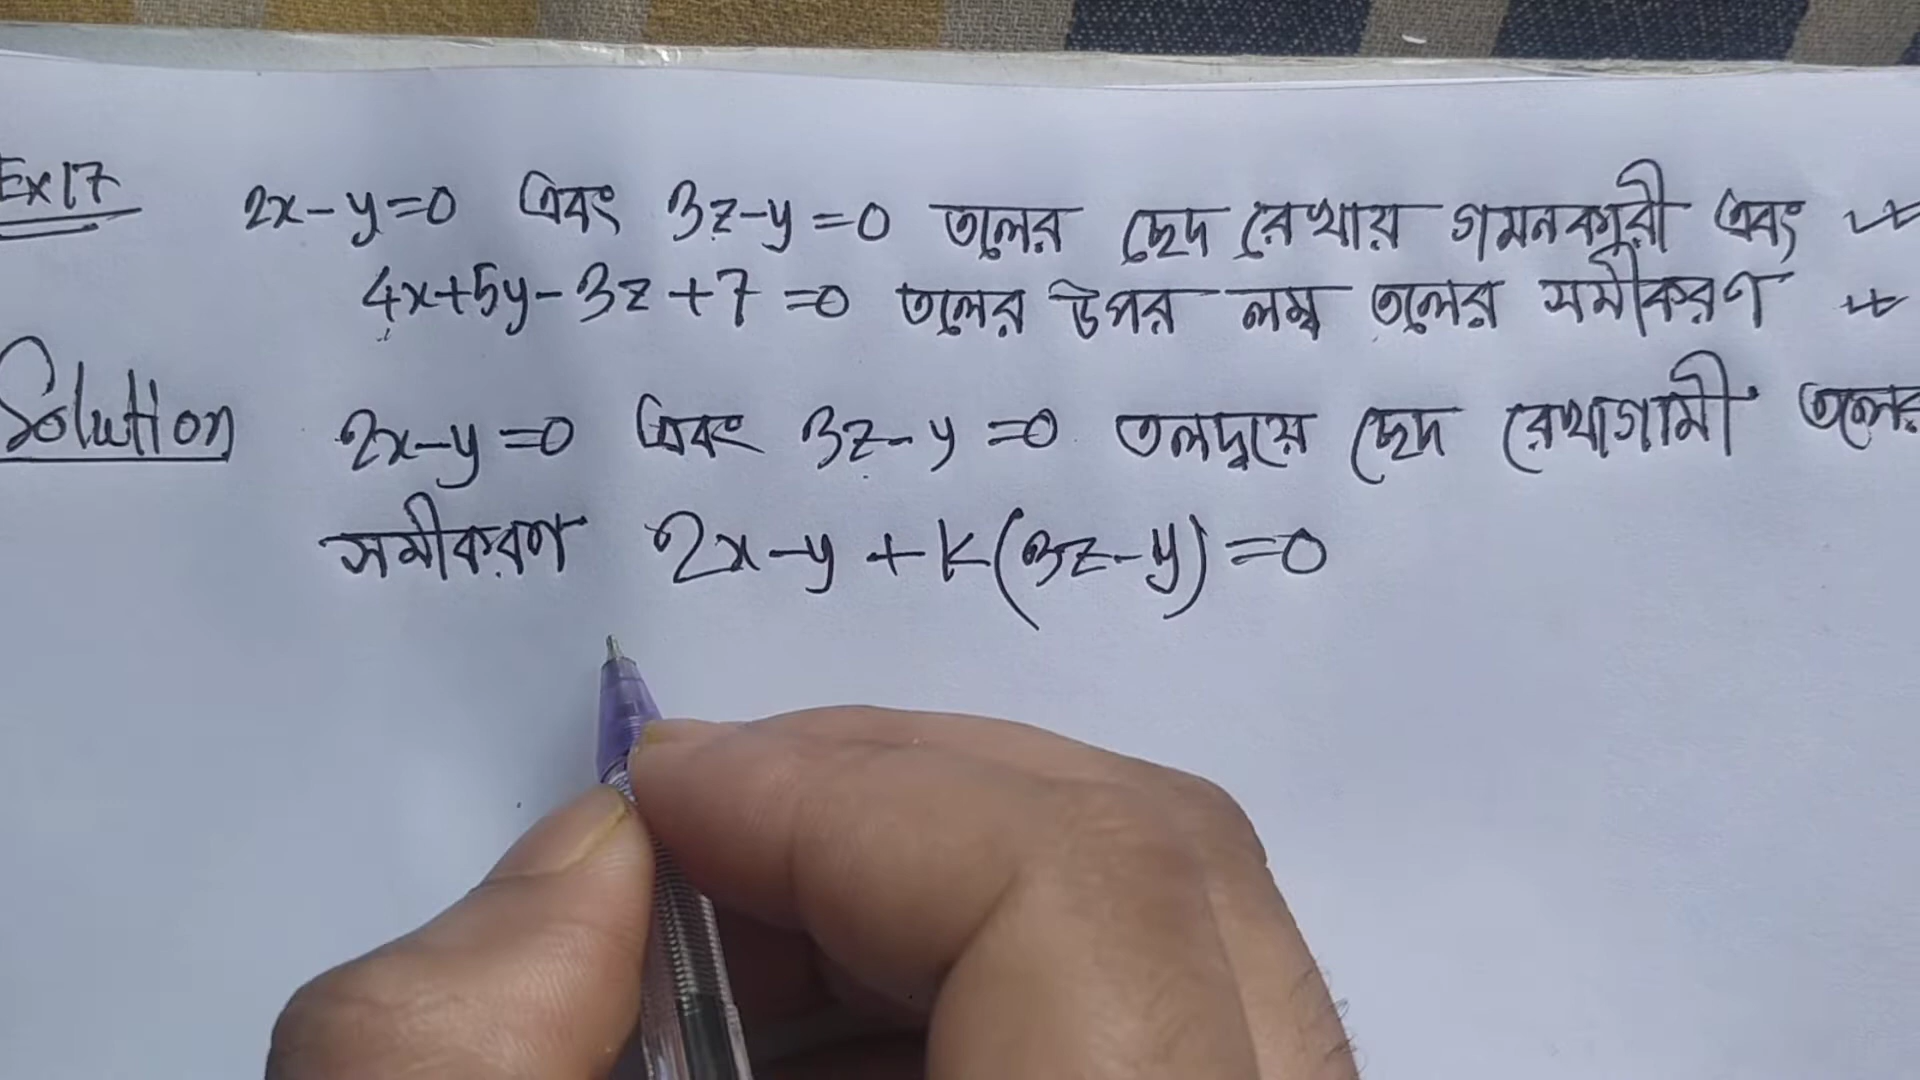 Ex17 2x-y=0 এবং 3z-y=0 তলের ছেদ রেখায় গমনকারী এবং
4x+5y-3z+7=0 তলের উপর লম্ব তলের সমীকরণ
Solution 2x-y=0 এবং 3z-y=0 তলদ্বয়ে ছেদ রেখাগামী তলের
সমীকরণ 2x-y+k(3z-y)=0